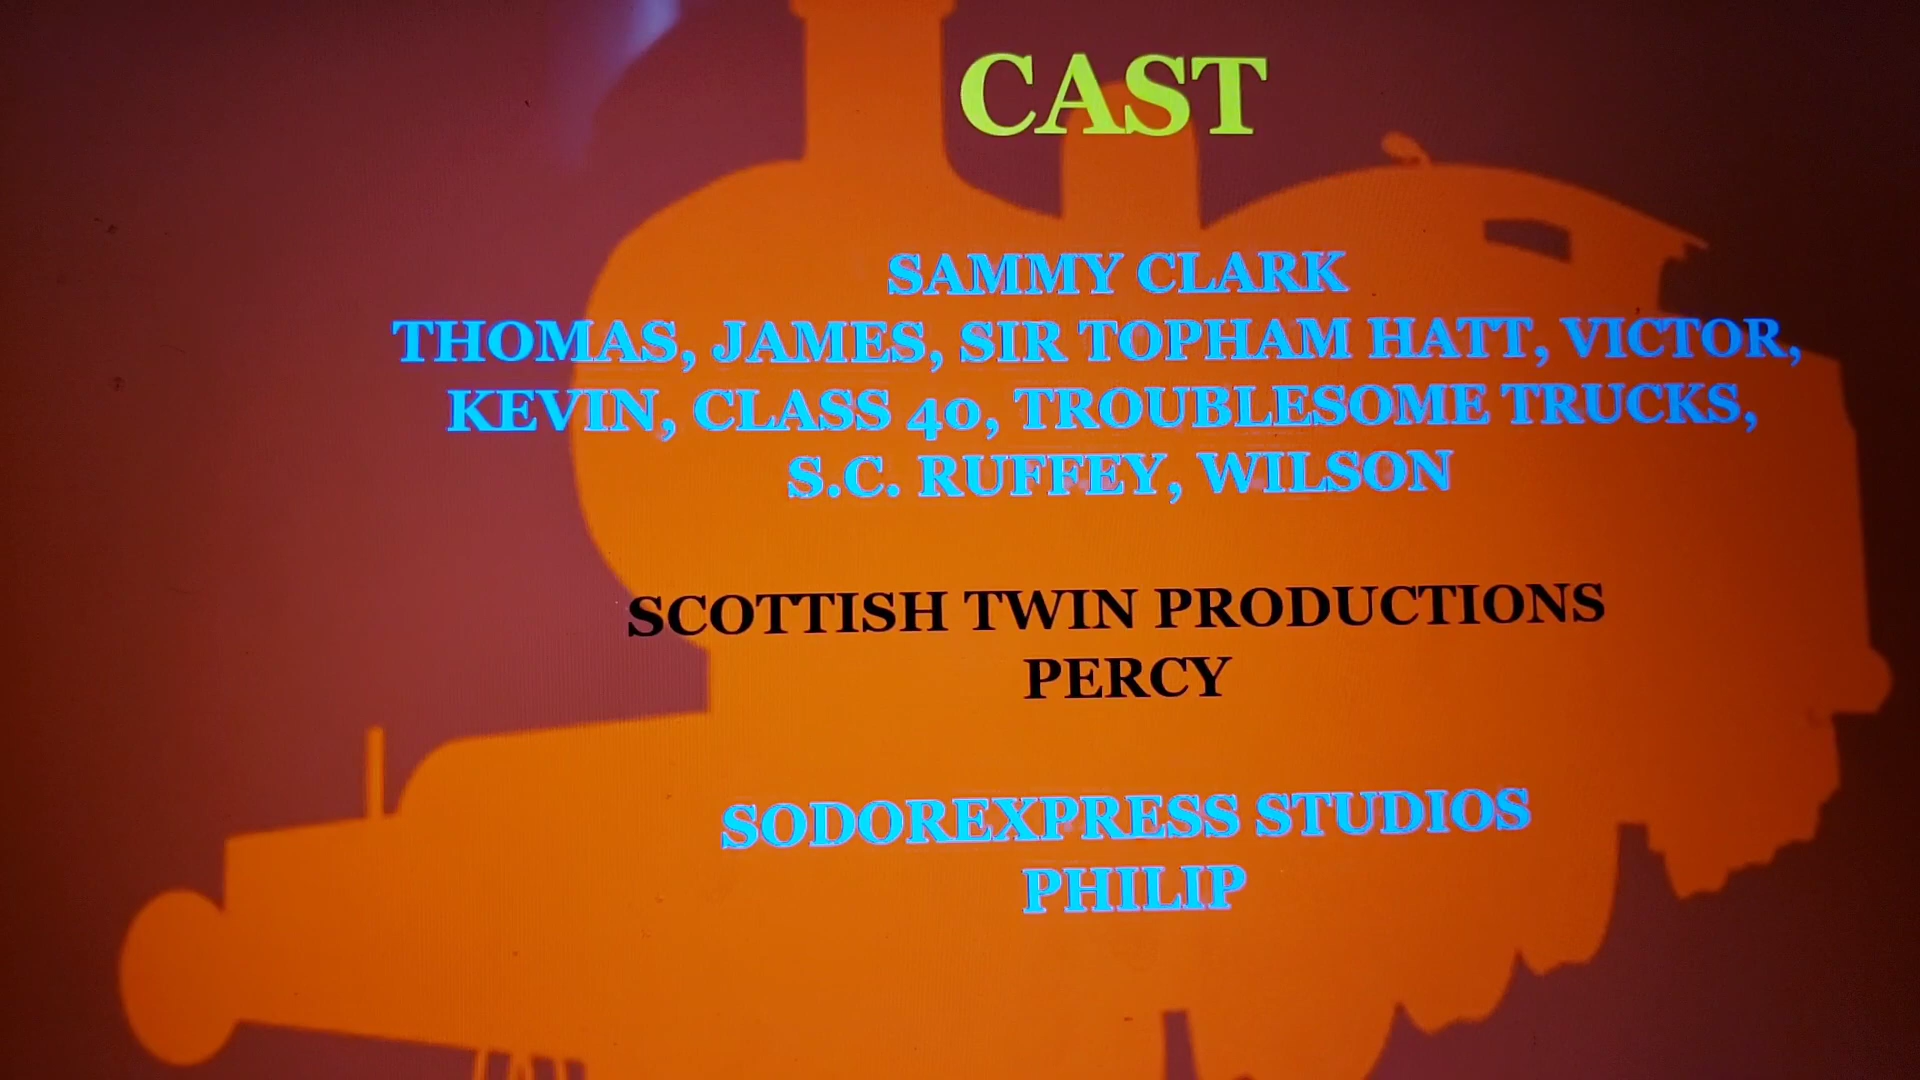 CAST
SAMMY CLARK
THOMAS, JAMES, SIR TOPHAM HATT, VICTOR,
KEVIN, CLASS 40, TROUBLESOME TRUCKS,
S.C. RUFFEY, WILSON
SCOTTISH TWIN PRODUCTIONS
PERCY
SODOREXPRESS STUDIOS
PHILIP